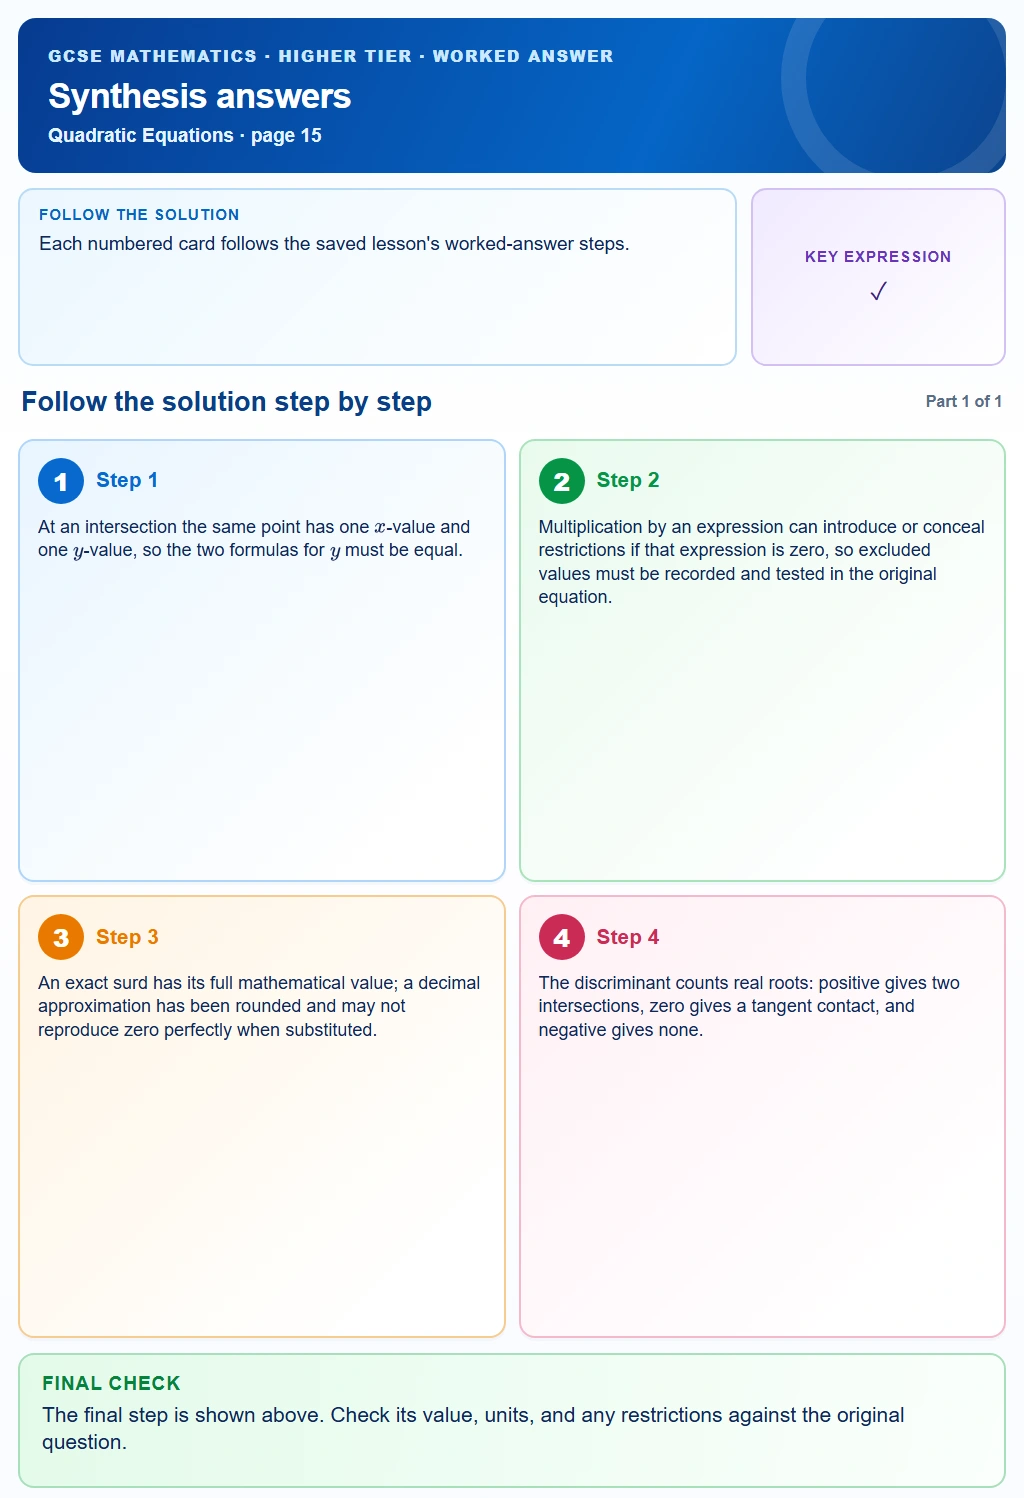 GCSE MATHEMATICS · HIGHER TIER · WORKED ANSWER
Synthesis answers
Quadratic Equations · page 15
FOLLOW THE SOLUTION
Each numbered card follows the saved lesson's worked-answer steps.
KEY EXPRESSION
✓
Follow the solution step by step
Part 1 of 1
1 Step 1
At an intersection the same point has one x-value and
one y-value, so the two formulas for y must be equal.
2 Step 2
Multiplication by an expression can introduce or conceal
restrictions if that expression is zero, so excluded
values must be recorded and tested in the original
equation.
3 Step 3
An exact surd has its full mathematical value; a decimal
approximation has been rounded and may not
reproduce zero perfectly when substituted.
4 Step 4
The discriminant counts real roots: positive gives two
intersections, zero gives a tangent contact, and
negative gives none.
FINAL CHECK
The final step is shown above. Check its value, units, and any restrictions against the original
question.